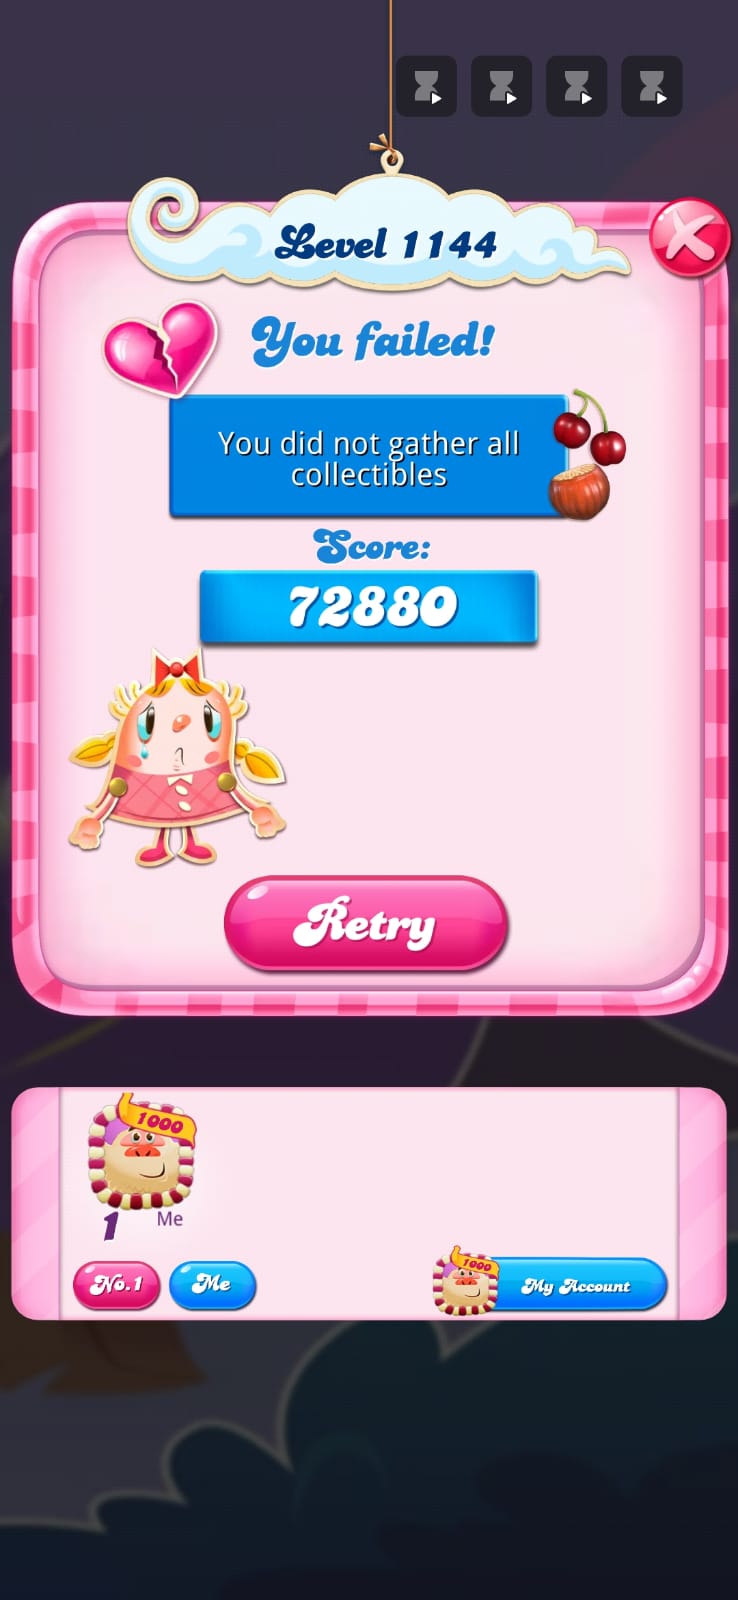 Level 1144
You failed!
You did not gather all
collectibles
Score:
72880
Retry
1000
1
Me
No.1
Me
1000
My Account